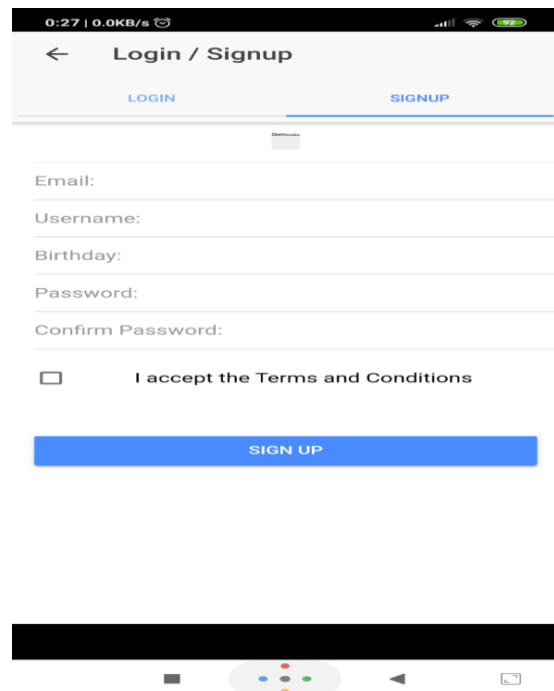 0:27 | 0.0KB/s
92
Login / Signup
LOGIN
SIGNUP
Email:
Username:
Birthday:
Password:
Confirm Password:
I accept the Terms and Conditions
SIGN UP